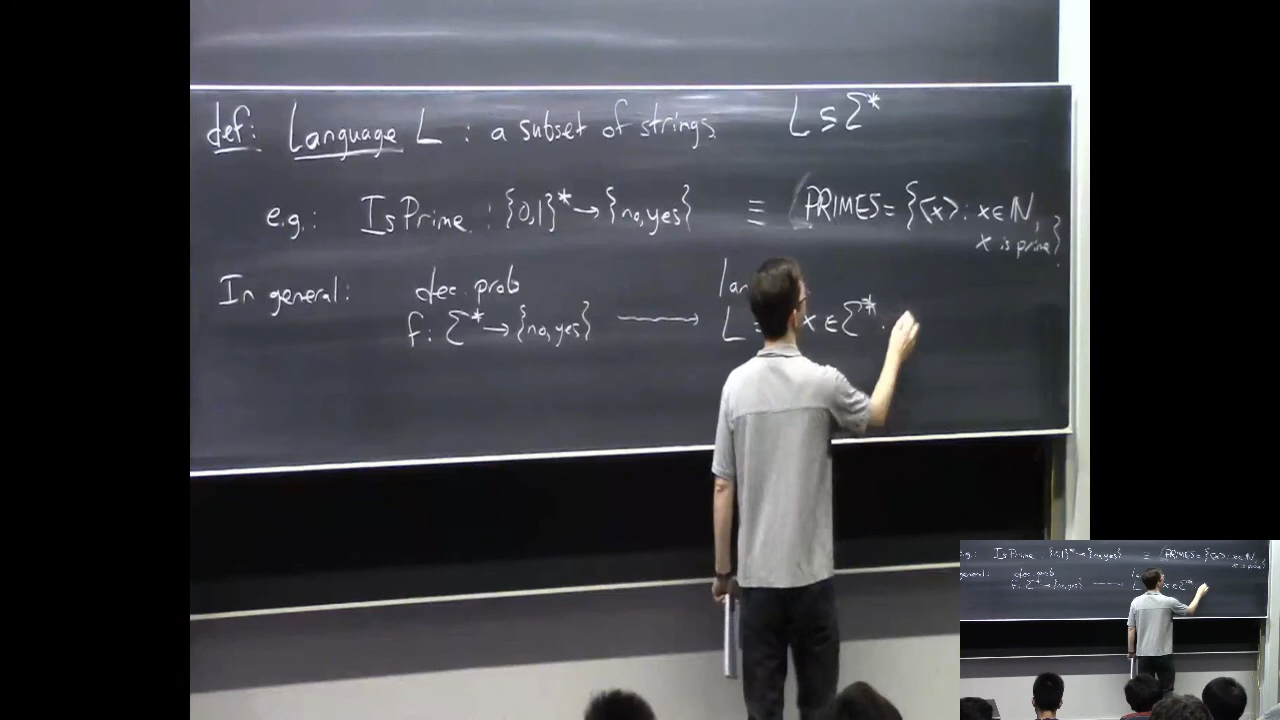 def: Language L : a subset of strings. L ⊆ Σ*
e.g.: IsPrime : {0,1}* → {no, yes} ≡ PRIMES = {⟨x⟩ : x ∈ ℕ,
x is prime}
In general: dec. prob
f: Σ* → {no, yes} → L = x ∈ Σ* :